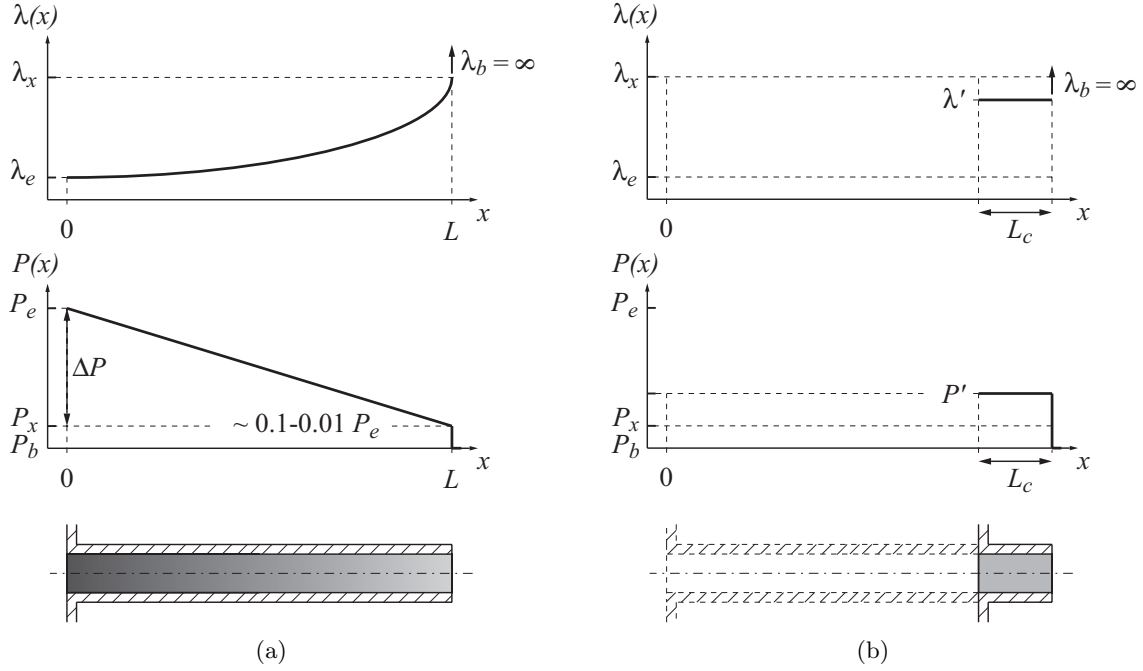 λ(x)
λ_b = ∞
λ_x
λ_e
0
L
x
P(x)
P_e
ΔP
P_x
~ 0.1-0.01 P_e
P_b
0
L
x
(a)
λ(x)
λ_x
λ'
λ_b = ∞
λ_e
0
L_c
x
P(x)
P_e
P'
P_x
P_b
0
L_c
x
(b)